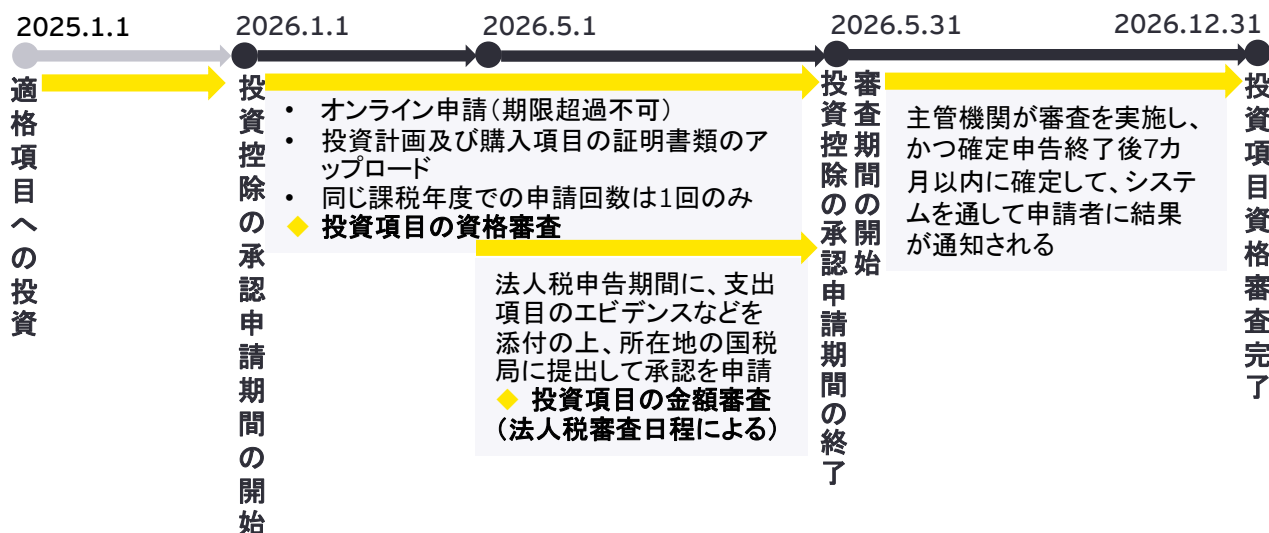 2025.1.1
2026.1.1
2026.5.1
2026.5.31
2026.12.31
適格項目への投資
投資控除の承認申請期間の開始
• オンライン申請（期限超過不可）
• 投資計画及び購入項目の証明書類のア
ップロード
• 同じ課税年度での申請回数は1回のみ
◆ 投資項目の資格審査
法人税申告期間に、支出
項目のエビデンスなどを
添付の上、所在地の国税
局に提出して承認を申請
◆ 投資項目の金額審査
（法人税審査日程による）
投資控除の承認申請期間の終了
審査期間の開始
主管機関が審査を実施し、
かつ確定申告終了後7カ
月以内に確定して、システ
ムを通して申請者に結果
が通知される
投資項目資格審査完了